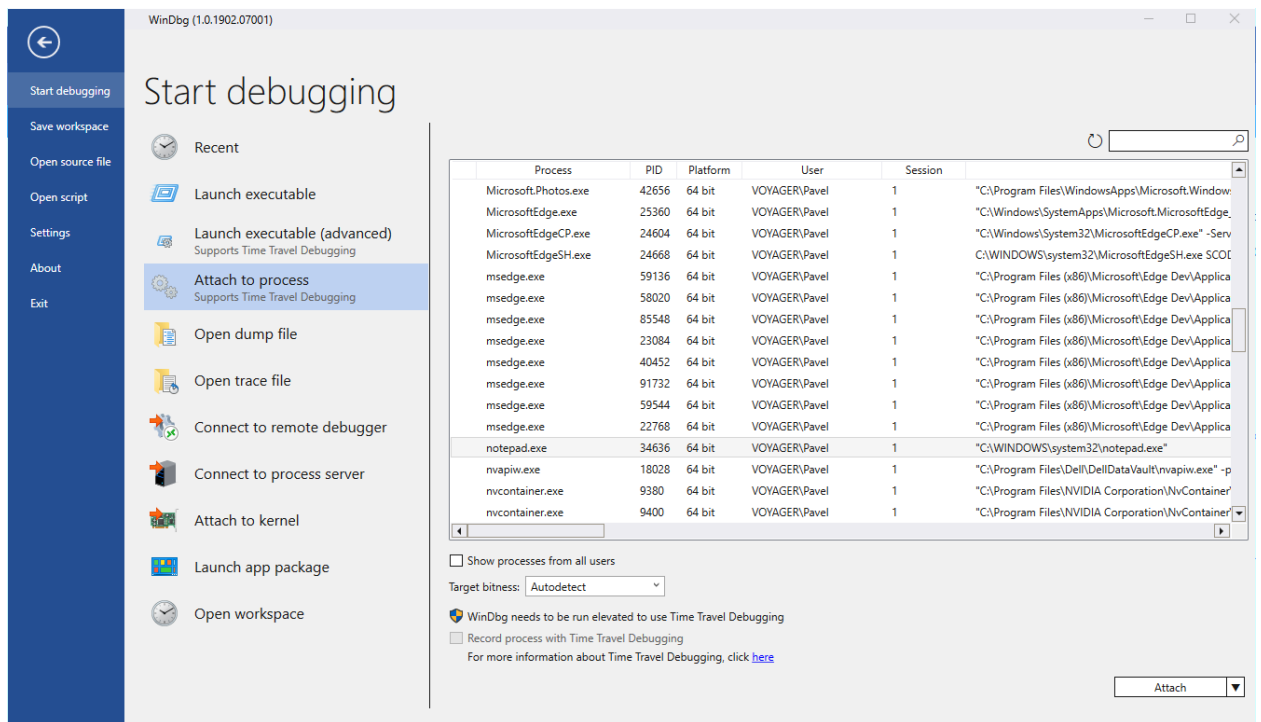 WinDbg (1.0.1902.07001)
Start debugging
Save workspace
Open source file
Open script
Settings
About
Exit
Start debugging
Recent
Launch executable
Launch executable (advanced)
Supports Time Travel Debugging
Attach to process
Supports Time Travel Debugging
Open dump file
Open trace file
Connect to remote debugger
Connect to process server
Attach to kernel
Launch app package
Open workspace
Process PID Platform User Session
Microsoft.Photos.exe 42656 64 bit VOYAGER\Pavel 1 "C:\Program Files\WindowsApps\Microsoft.Window
MicrosoftEdge.exe 25360 64 bit VOYAGER\Pavel 1 "C:\Windows\SystemApps\Microsoft.MicrosoftEdge_
MicrosoftEdgeCP.exe 24604 64 bit VOYAGER\Pavel 1 "C:\Windows\System32\MicrosoftEdgeCP.exe" -Serv
MicrosoftEdgeSH.exe 24668 64 bit VOYAGER\Pavel 1 C:\WINDOWS\system32\MicrosoftEdgeSH.exe SCOD
msedge.exe 59136 64 bit VOYAGER\Pavel 1 "C:\Program Files (x86)\Microsoft\Edge Dev\Applica
msedge.exe 58020 64 bit VOYAGER\Pavel 1 "C:\Program Files (x86)\Microsoft\Edge Dev\Applica
msedge.exe 85548 64 bit VOYAGER\Pavel 1 "C:\Program Files (x86)\Microsoft\Edge Dev\Applica
msedge.exe 23084 64 bit VOYAGER\Pavel 1 "C:\Program Files (x86)\Microsoft\Edge Dev\Applica
msedge.exe 40452 64 bit VOYAGER\Pavel 1 "C:\Program Files (x86)\Microsoft\Edge Dev\Applica
msedge.exe 91732 64 bit VOYAGER\Pavel 1 "C:\Program Files (x86)\Microsoft\Edge Dev\Applica
msedge.exe 59544 64 bit VOYAGER\Pavel 1 "C:\Program Files (x86)\Microsoft\Edge Dev\Applica
msedge.exe 22768 64 bit VOYAGER\Pavel 1 "C:\Program Files (x86)\Microsoft\Edge Dev\Applica
notepad.exe 34636 64 bit VOYAGER\Pavel 1 "C:\WINDOWS\system32\notepad.exe"
nvapiw.exe 18028 64 bit VOYAGER\Pavel 1 "C:\Program Files\Dell\DellDataVault\nvapiw.exe" -p
nvcontainer.exe 9380 64 bit VOYAGER\Pavel 1 "C:\Program Files\NVIDIA Corporation\NvContainer
nvcontainer.exe 9400 64 bit VOYAGER\Pavel 1 "C:\Program Files\NVIDIA Corporation\NvContainer
Show processes from all users
Target bitness: Autodetect
WinDbg needs to be run elevated to use Time Travel Debugging
Record process with Time Travel Debugging
For more information about Time Travel Debugging, click here
Attach